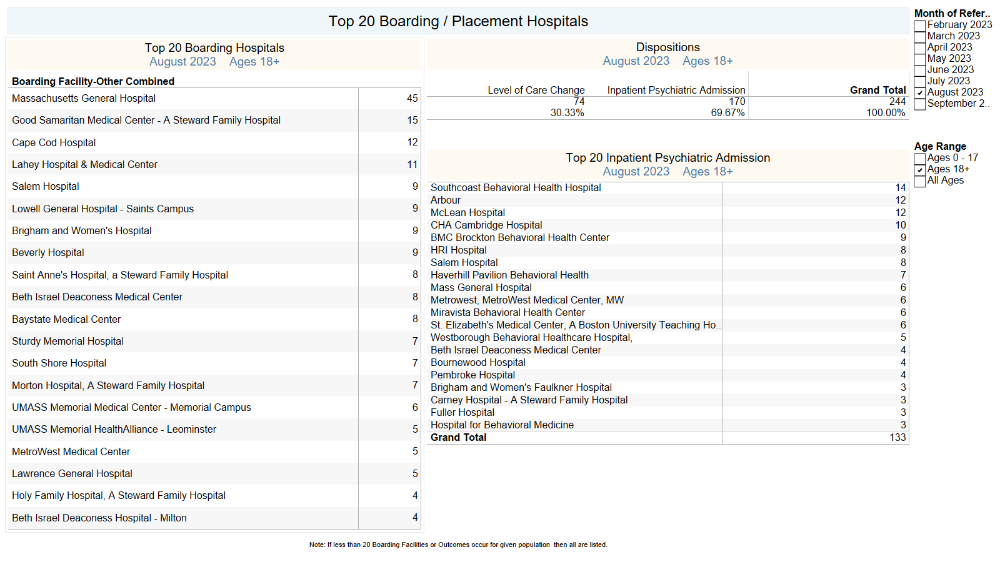 Top 20 Boarding / Placement Hospitals
Top 20 Boarding Hospitals
August 2023 Ages 18+
Boarding Facility-Other Combined
Massachusetts General Hospital 45
Good Samaritan Medical Center - A Steward Family Hospital 15
Cape Cod Hospital 12
Lahey Hospital & Medical Center 11
Salem Hospital 9
Lowell General Hospital - Saints Campus 9
Brigham and Women's Hospital 9
Beverly Hospital 9
Saint Anne's Hospital, a Steward Family Hospital 8
Beth Israel Deaconess Medical Center 8
Baystate Medical Center 8
Sturdy Memorial Hospital 7
South Shore Hospital 7
Morton Hospital, A Steward Family Hospital 7
UMASS Memorial Medical Center - Memorial Campus 6
UMASS Memorial HealthAlliance - Leominster 5
MetroWest Medical Center 5
Lawrence General Hospital 5
Holy Family Hospital, A Steward Family Hospital 4
Beth Israel Deaconess Hospital - Milton 4
Dispositions
August 2023 Ages 18+
Level of Care Change Inpatient Psychiatric Admission Grand Total
74 170 244
30.33% 69.67% 100.00%
Top 20 Inpatient Psychiatric Admission
August 2023 Ages 18+
Southcoast Behavioral Health Hospital 14
Arbour 12
McLean Hospital 12
CHA Cambridge Hospital 10
BMC Brockton Behavioral Health Center 9
HRI Hospital 8
Salem Hospital 8
Haverhill Pavilion Behavioral Health 7
Mass General Hospital 6
Metrowest, MetroWest Medical Center, MW 6
Miravista Behavioral Health Center 6
St. Elizabeth's Medical Center, A Boston University Teaching Ho.. 6
Westborough Behavioral Healthcare Hospital, 5
Beth Israel Deaconess Medical Center 4
Bournewood Hospital 4
Pembroke Hospital 4
Brigham and Women's Faulkner Hospital 3
Carney Hospital - A Steward Family Hospital 3
Fuller Hospital 3
Hospital for Behavioral Medicine 3
Grand Total 133
Month of Refer..
February 2023
March 2023
April 2023
May 2023
June 2023
July 2023
August 2023
September 2..
Age Range
Ages 0 - 17
Ages 18+
All Ages
Note: If less than 20 Boarding Facilities or Outcomes occur for given population then all are listed.